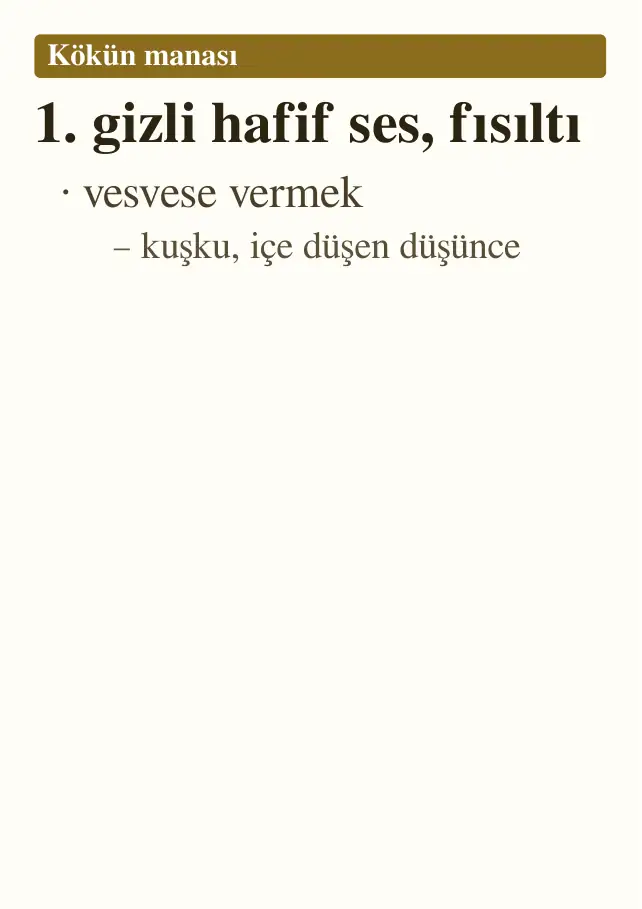 Kökün manası
1. gizli hafif ses, fısıltı
· vesvese vermek
– kuşku, içe düşen düşünce